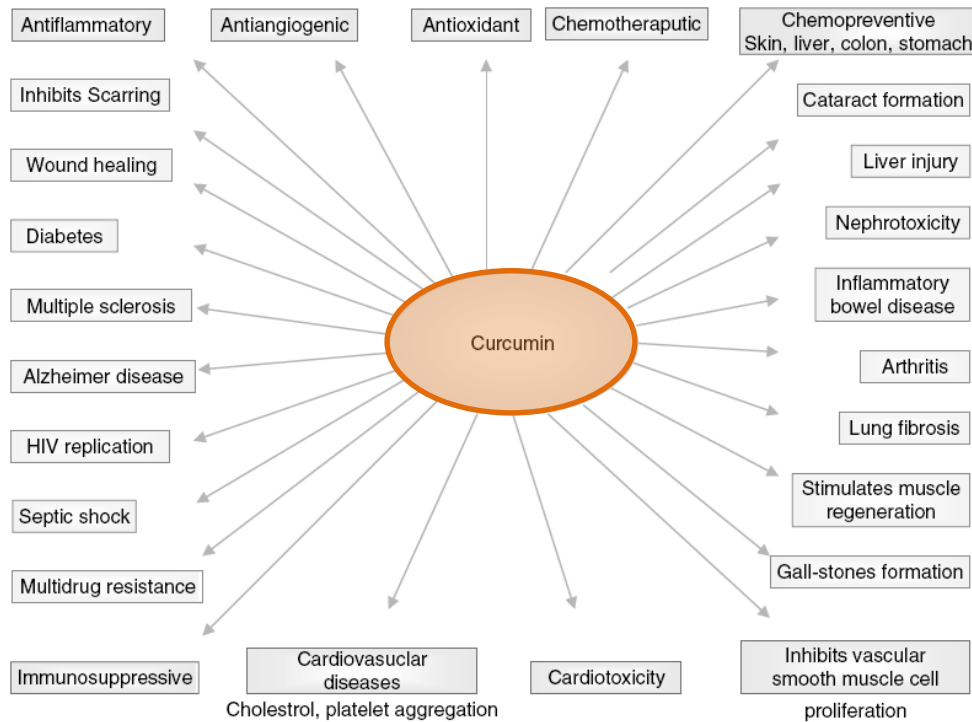 Antiflammatory
Antiangiogenic
Antioxidant
Chemotheraputic
Chemopreventive
Skin, liver, colon, stomach
Inhibits Scarring
Cataract formation
Wound healing
Liver injury
Diabetes
Nephrotoxicity
Multiple sclerosis
Inflammatory
bowel disease
Curcumin
Alzheimer disease
Arthritis
HIV replication
Lung fibrosis
Septic shock
Stimulates muscle
regeneration
Multidrug resistance
Gall-stones formation
Immunosuppressive
Cardiovasuclar
diseases
Cholestrol, platelet aggregation
Cardiotoxicity
Inhibits vascular
smooth muscle cell
proliferation